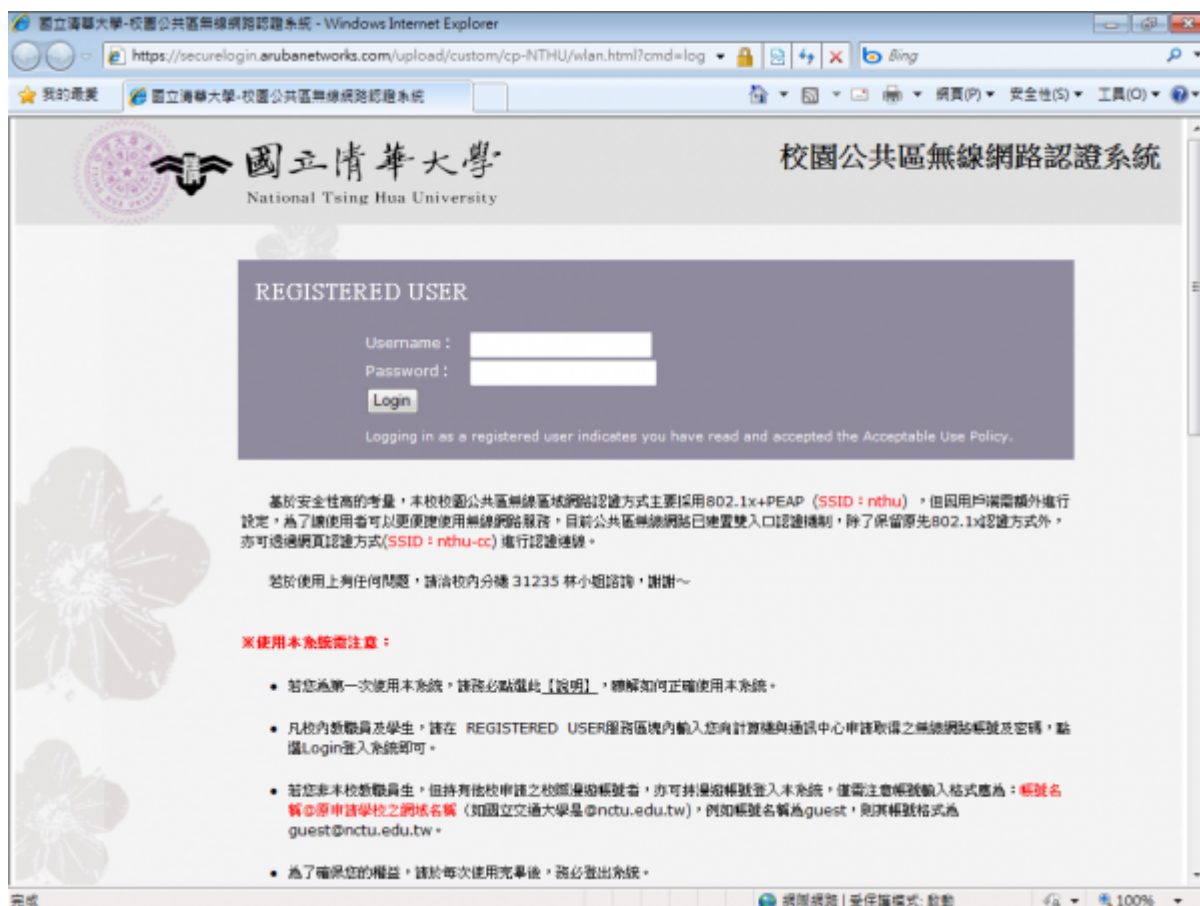 國立清華大學-校園公共區無線網路認證系統 - Windows Internet Explorer
https://securelogin.arubanetworks.com/upload/custom/cp-NTHU/wlan.html?cmd=log
Bing
我的最愛
國立清華大學-校園公共區無線網路認證系統
網頁(P)
安全性(S)
工具(O)
國立清華大學
National Tsing Hua University
校園公共區無線網路認證系統
REGISTERED USER
Username：
Password：
Login
Logging in as a registered user indicates you have read and accepted the Acceptable Use Policy.
基於安全性高的考量，本校校園公共區無線區域網路認證方式主要採用802.1x+PEAP（SSID：nthu），但因用戶端需額外進行
設定，為了讓使用者可以更便捷使用無線網路服務，目前公共區無線網路已建置雙入口認證機制，除了保留原先802.1x認證方式外，
亦可透過網頁認證方式(SSID：nthu-cc) 進行認證連線。
若於使用上有任何問題，請洽校內分機 31235 林小姐諮詢，謝謝～
※使用本系統需注意：
• 若您為第一次使用本系統，請務必點選此【說明】，瞭解如何正確使用本系統。
• 凡校內教職員及學生，請在 REGISTERED USER服務區塊內輸入您向計算機與通訊中心申請取得之無線網路帳號及密碼，點
選Login登入系統即可。
• 若您非本校教職員生，但持有他校申請之校際漫遊帳號者，亦可持漫遊帳號登入本系統，僅需注意帳號輸入格式應為：帳號名
稱@原申請學校之網域名稱（如國立交通大學是@nctu.edu.tw)，例如帳號名稱為guest，則其帳號格式為
guest@nctu.edu.tw。
• 為了確保您的權益，請於每次使用完畢後，務必登出系統。
完成
網際網路 | 受保護模式: 啟動
100%